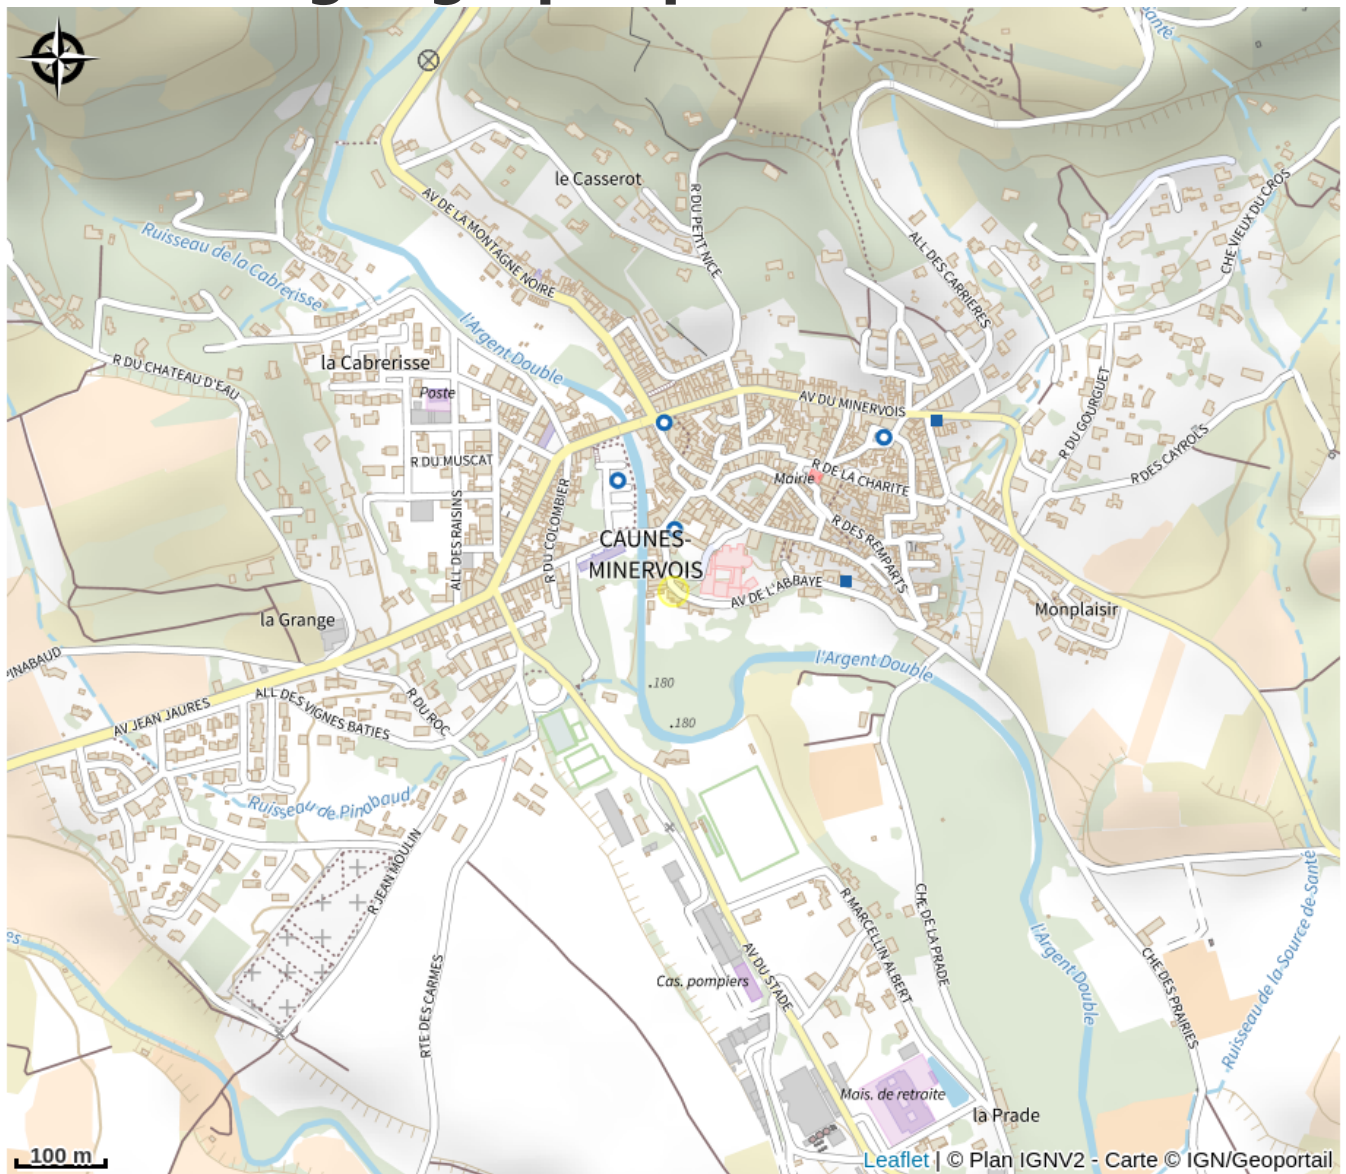 Santé
le Casserot
AV DE LA MONTAGNE NOIRE
R DU PETIT NICE
CHE VIEUX DU CROS
Ruisseau de la Cabrerisse
ALL DES CARRIERES
l'Argent Double
la Cabrerisse
R DU CHATEAU D'EAU
Poste
AV DU MINERVOIS
R DU GOURGUET
R DU MUSCAT
R DES CAYROLS
Mairie
R DE LA CHARITE
ALL DES RAISINS
R DU COLOMBIER
R DES REMPARTS
CAUNES-
MINERVOIS
AV DE L'ABBAYE
la Grange
Monplaisir
PINABAUD
l'Argent Double
.180
ALL DES VIGNES BATIES
R DU ROC
AV JEAN JAURES
.180
Ruisseau de Pinabaud
R JEAN MOULIN
R MARCELLIN ALBERT
CHE DE LA PRADE
es
l'Argent Double
CHE DES PRAIRIES
Ruisseau de la Source de Santé
Cas. pompiers
AV DU STADE
RTE DES CARMES
Mais. de retraite
la Prade
100 m
Leaflet | © Plan IGNV2 - Carte © IGN/Geoportail